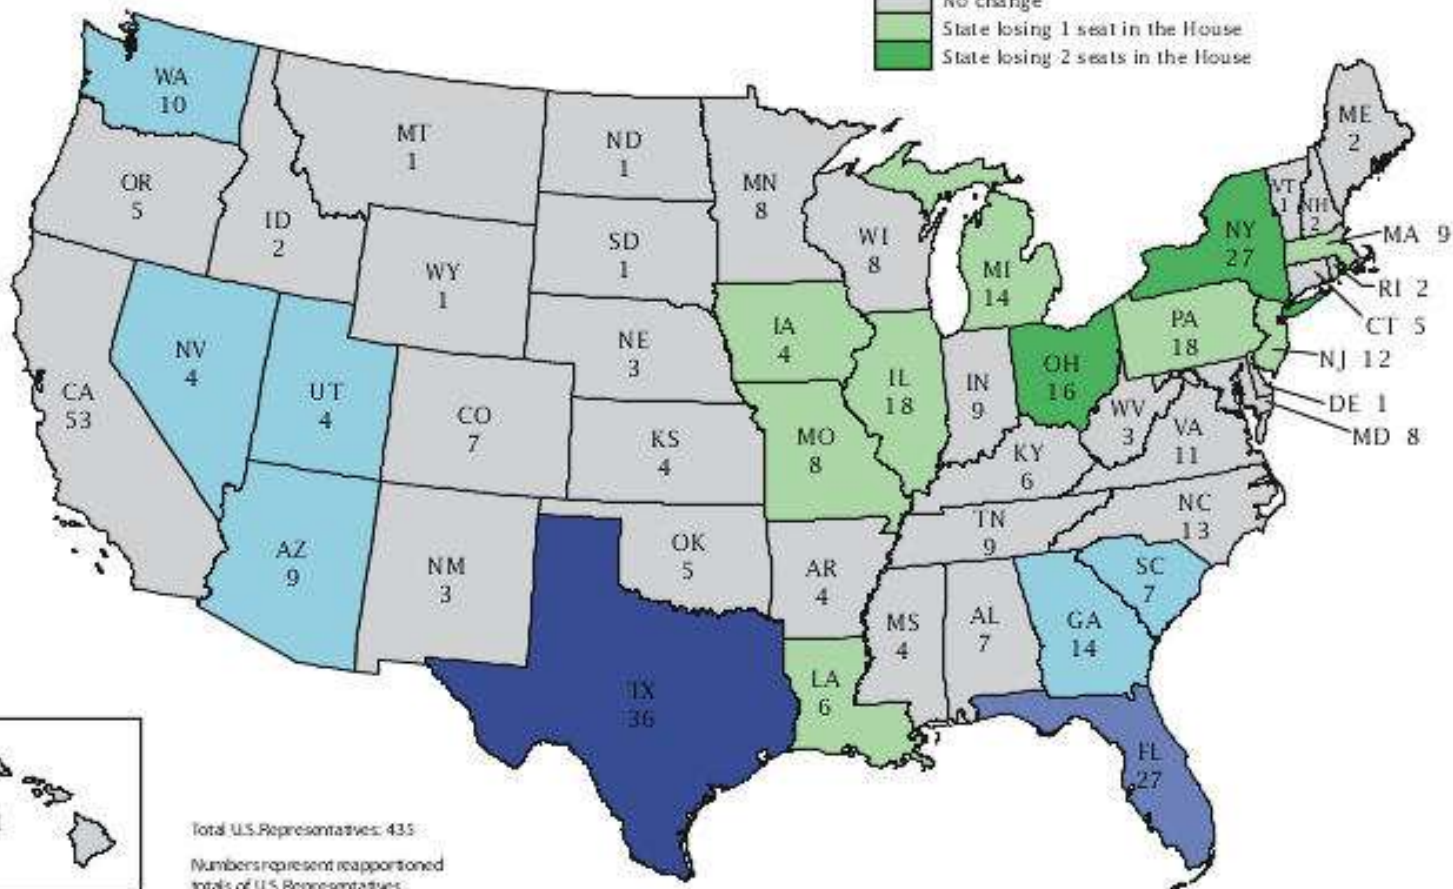 No change
State losing 1 seat in the House
State losing 2 seats in the House
WA
10
MT
1
ND
1
MN
8
ME
2
OR
5
ID
2
SD
1
WI
8
MI
14
VT
1
NH
2
NY
27
MA 9
RI 2
CT 5
NJ 12
DE 1
MD 8
WY
1
NV
4
UT
4
CA
53
CO
7
NE
3
IA
4
IL
18
IN
9
OH
16
PA
18
WV
3
VA
11
KS
4
MO
8
KY
6
NC
13
TN
9
AZ
9
NM
3
OK
5
AR
4
SC
7
MS
4
AL
7
GA
14
TX
36
LA
6
FL
27
Total U.S.Representatives: 435
Numbers represent reapportioned
totals of U.S.Representatives